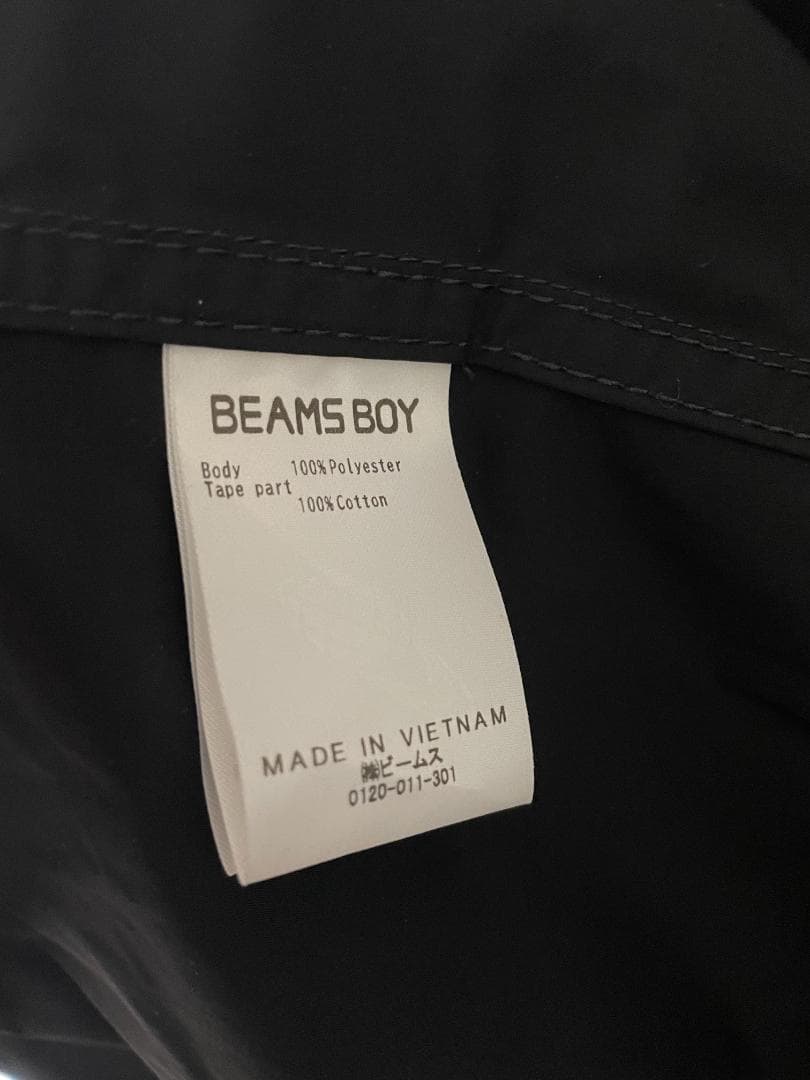 BEAMS BOY
Body 100%Polyester
Tape part
100%Cotton
MADE IN VIETNAM
㈱ビームス
0120-011-301